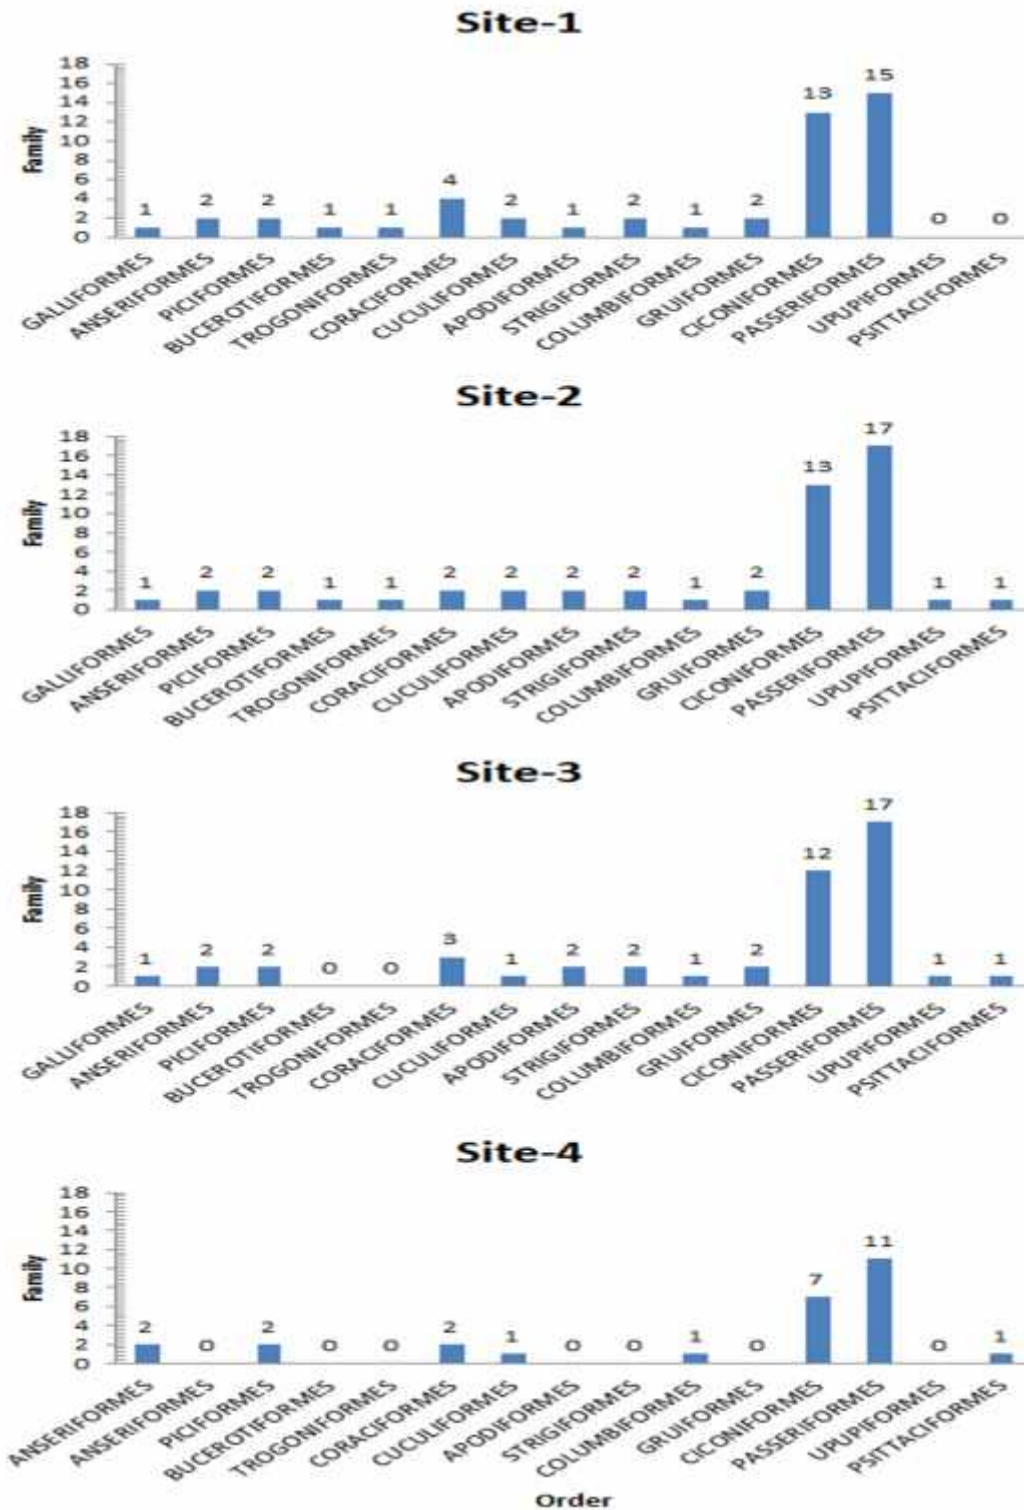 Site-1
18
16
14
12
10
8
6
4
2
0
Family
1 2 2 1 1 4 2 1 2 1 2 13 15 0 0
GALLIFORMES
ANSERIFORMES
PICIFORMES
BUCEROTIFORMES
TROGONIFORMES
CORACIFORMES
CUCULIFORMES
APODIFORMES
STRIGIFORMES
COLUMBIFORMES
GRUIFORMES
CICONIFORMES
PASSERIFORMES
UPUPIFORMES
PSITTACIFORMES
Site-2
18
16
14
12
10
8
6
4
2
0
Family
1 2 2 1 1 2 2 2 2 1 2 13 17 1 1
GALLIFORMES
ANSERIFORMES
PICIFORMES
BUCEROTIFORMES
TROGONIFORMES
CORACIFORMES
CUCULIFORMES
APODIFORMES
STRIGIFORMES
COLUMBIFORMES
GRUIFORMES
CICONIFORMES
PASSERIFORMES
UPUPIFORMES
PSITTACIFORMES
Site-3
18
16
14
12
10
8
6
4
2
0
Family
1 2 2 0 0 3 1 2 2 1 2 12 17 1 1
GALLIFORMES
ANSERIFORMES
PICIFORMES
BUCEROTIFORMES
TROGONIFORMES
CORACIFORMES
CUCULIFORMES
APODIFORMES
STRIGIFORMES
COLUMBIFORMES
GRUIFORMES
CICONIFORMES
PASSERIFORMES
UPUPIFORMES
PSITTACIFORMES
Site-4
18
16
14
12
10
8
6
4
2
0
Family
2 0 2 0 0 2 1 0 0 1 0 7 11 0 1
ANSERIFORMES
ANSERIFORMES
PICIFORMES
BUCEROTIFORMES
TROGONIFORMES
CORACIFORMES
CUCULIFORMES
APODIFORMES
STRIGIFORMES
COLUMBIFORMES
GRUIFORMES
CICONIFORMES
PASSERIFORMES
UPUPIFORMES
PSITTACIFORMES
Order